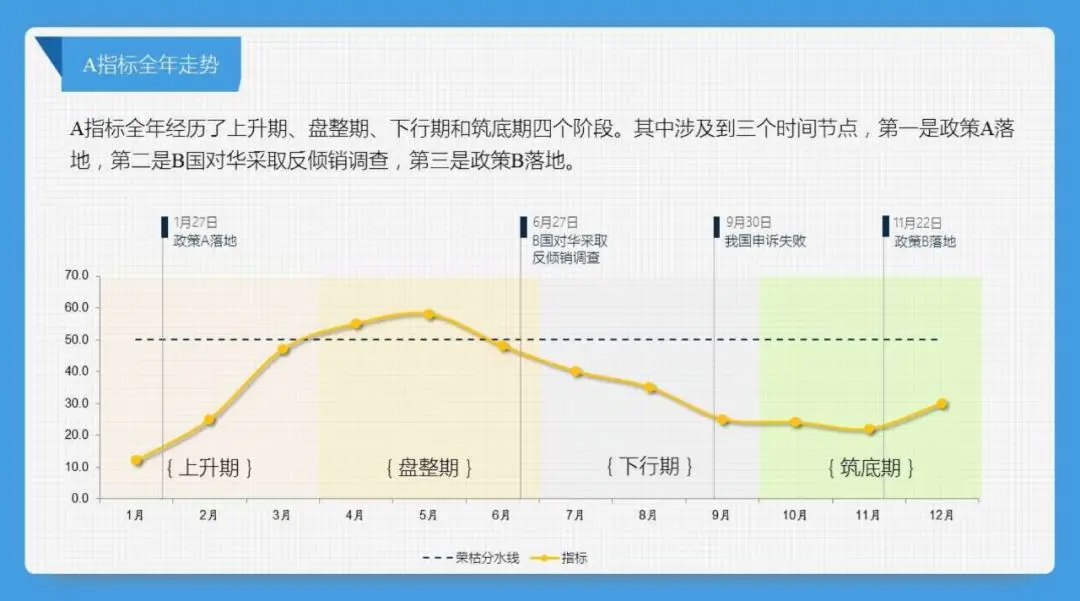 A指标全年走势
A指标全年经历了上升期、盘整期、下行期和筑底期四个阶段。其中涉及到三个时间节点，第一是政策A落
地，第二是B国对华采取反倾销调查，第三是政策B落地。
1月27日
政策A落地
6月27日
B国对华采取
反倾销调查
9月30日
我国申诉失败
11月22日
政策B落地
70.0
60.0
50.0
40.0
30.0
20.0
10.0
0.0
{ 上升期 }
{ 盘整期 }
{ 下行期 }
{ 筑底期 }
1月 2月 3月 4月 5月 6月 7月 8月 9月 10月 11月 12月
荣枯分水线 指标